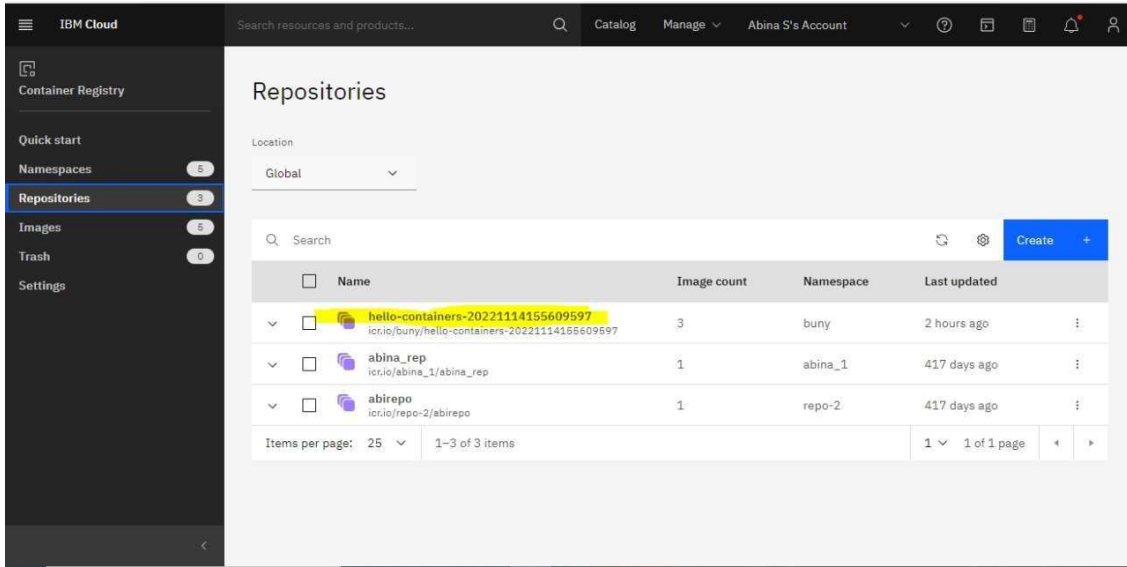 IBM Cloud
Search resources and products...
Catalog
Manage
Abina S's Account
Container Registry
Quick start
Namespaces 5
Repositories 3
Images 5
Trash 0
Settings
Repositories
Location
Global
Search
Create +
Name Image count Namespace Last updated
hello-containers-20221114155609597
icr.io/buny/hello-containers-20221114155609597
3 buny 2 hours ago
abina_rep
icr.io/abina_1/abina_rep
1 abina_1 417 days ago
abirepo
icr.io/repo-2/abirepo
1 repo-2 417 days ago
Items per page: 25 1–3 of 3 items 1 1 of 1 page